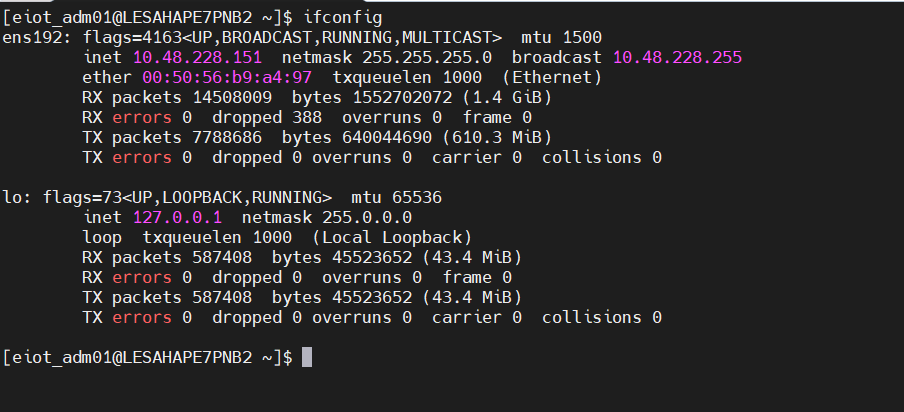 [eiot_adm01@LESAHAPE7PNB2 ~]$ ifconfig
ens192: flags=4163<UP,BROADCAST,RUNNING,MULTICAST>  mtu 1500
        inet 10.48.228.151  netmask 255.255.255.0  broadcast 10.48.228.255
        ether 00:50:56:b9:a4:97  txqueuelen 1000  (Ethernet)
        RX packets 14508009  bytes 1552702072 (1.4 GiB)
        RX errors 0  dropped 388  overruns 0  frame 0
        TX packets 7788686  bytes 640044690 (610.3 MiB)
        TX errors 0  dropped 0 overruns 0  carrier 0  collisions 0

lo: flags=73<UP,LOOPBACK,RUNNING>  mtu 65536
        inet 127.0.0.1  netmask 255.0.0.0
        loop  txqueuelen 1000  (Local Loopback)
        RX packets 587408  bytes 45523652 (43.4 MiB)
        RX errors 0  dropped 0  overruns 0  frame 0
        TX packets 587408  bytes 45523652 (43.4 MiB)
        TX errors 0  dropped 0 overruns 0  carrier 0  collisions 0

[eiot_adm01@LESAHAPE7PNB2 ~]$